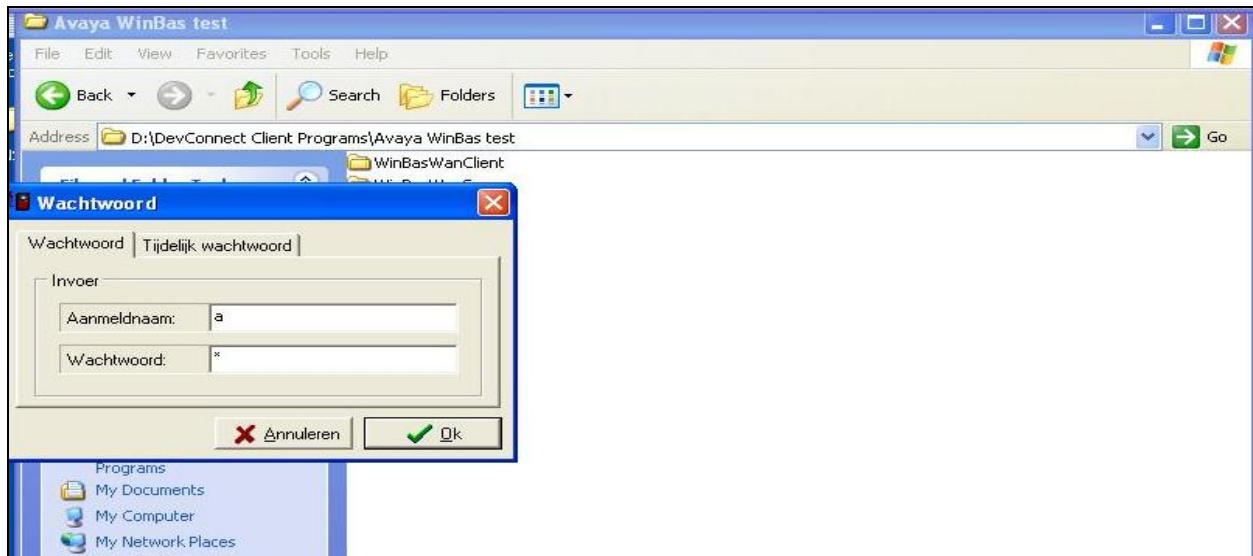 Avaya WinBas test
File Edit View Favorites Tools Help
Back Search Folders
Address D:\DevConnect Client Programs\Avaya WinBas test Go
WinBasWanClient
Wachtwoord
Wachtwoord Tijdelijk wachtwoord
Invoer
Aanmeldnaam: a
Wachtwoord: *
Annuleren Ok
Programs
My Documents
My Computer
My Network Places